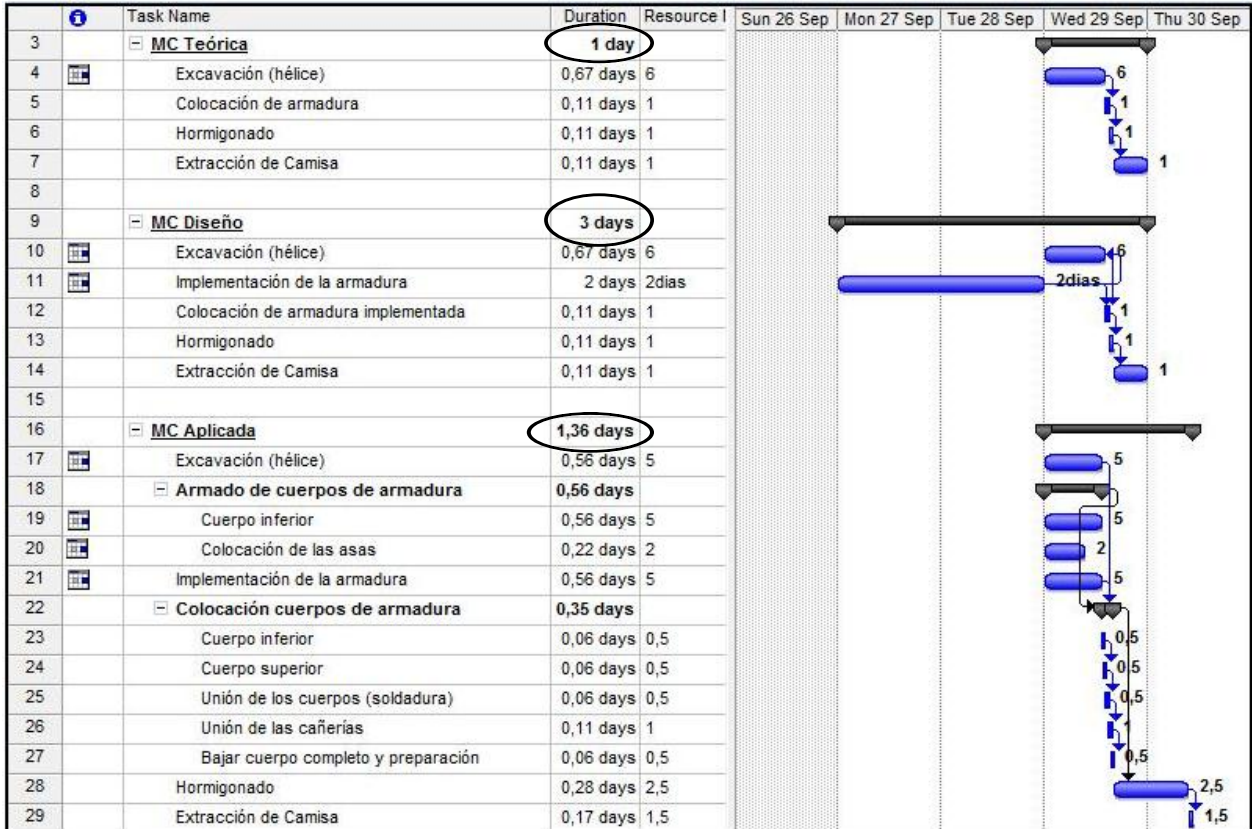 Task Name Duration Resource I Sun 26 Sep Mon 27 Sep Tue 28 Sep Wed 29 Sep Thu 30 Sep
3 MC Teórica 1 day
4 Excavación (hélice) 0,67 days 6 6
5 Colocación de armadura 0,11 days 1 1
6 Hormigonado 0,11 days 1 1
7 Extracción de Camisa 0,11 days 1 1
8
9 MC Diseño 3 days
10 Excavación (hélice) 0,67 days 6 6
11 Implementación de la armadura 2 days 2dias 2dias
12 Colocación de armadura implementada 0,11 days 1 1
13 Hormigonado 0,11 days 1 1
14 Extracción de Camisa 0,11 days 1 1
15
16 MC Aplicada 1,36 days
17 Excavación (hélice) 0,56 days 5 5
18 Armado de cuerpos de armadura 0,56 days
19 Cuerpo inferior 0,56 days 5 5
20 Colocación de las asas 0,22 days 2 2
21 Implementación de la armadura 0,56 days 5 5
22 Colocación cuerpos de armadura 0,35 days
23 Cuerpo inferior 0,06 days 0,5 0,5
24 Cuerpo superior 0,06 days 0,5 0,5
25 Unión de los cuerpos (soldadura) 0,06 days 0,5 0,5
26 Unión de las cañerías 0,11 days 1 1
27 Bajar cuerpo completo y preparación 0,06 days 0,5 0,5
28 Hormigonado 0,28 days 2,5 2,5
29 Extracción de Camisa 0,17 days 1,5 1,5